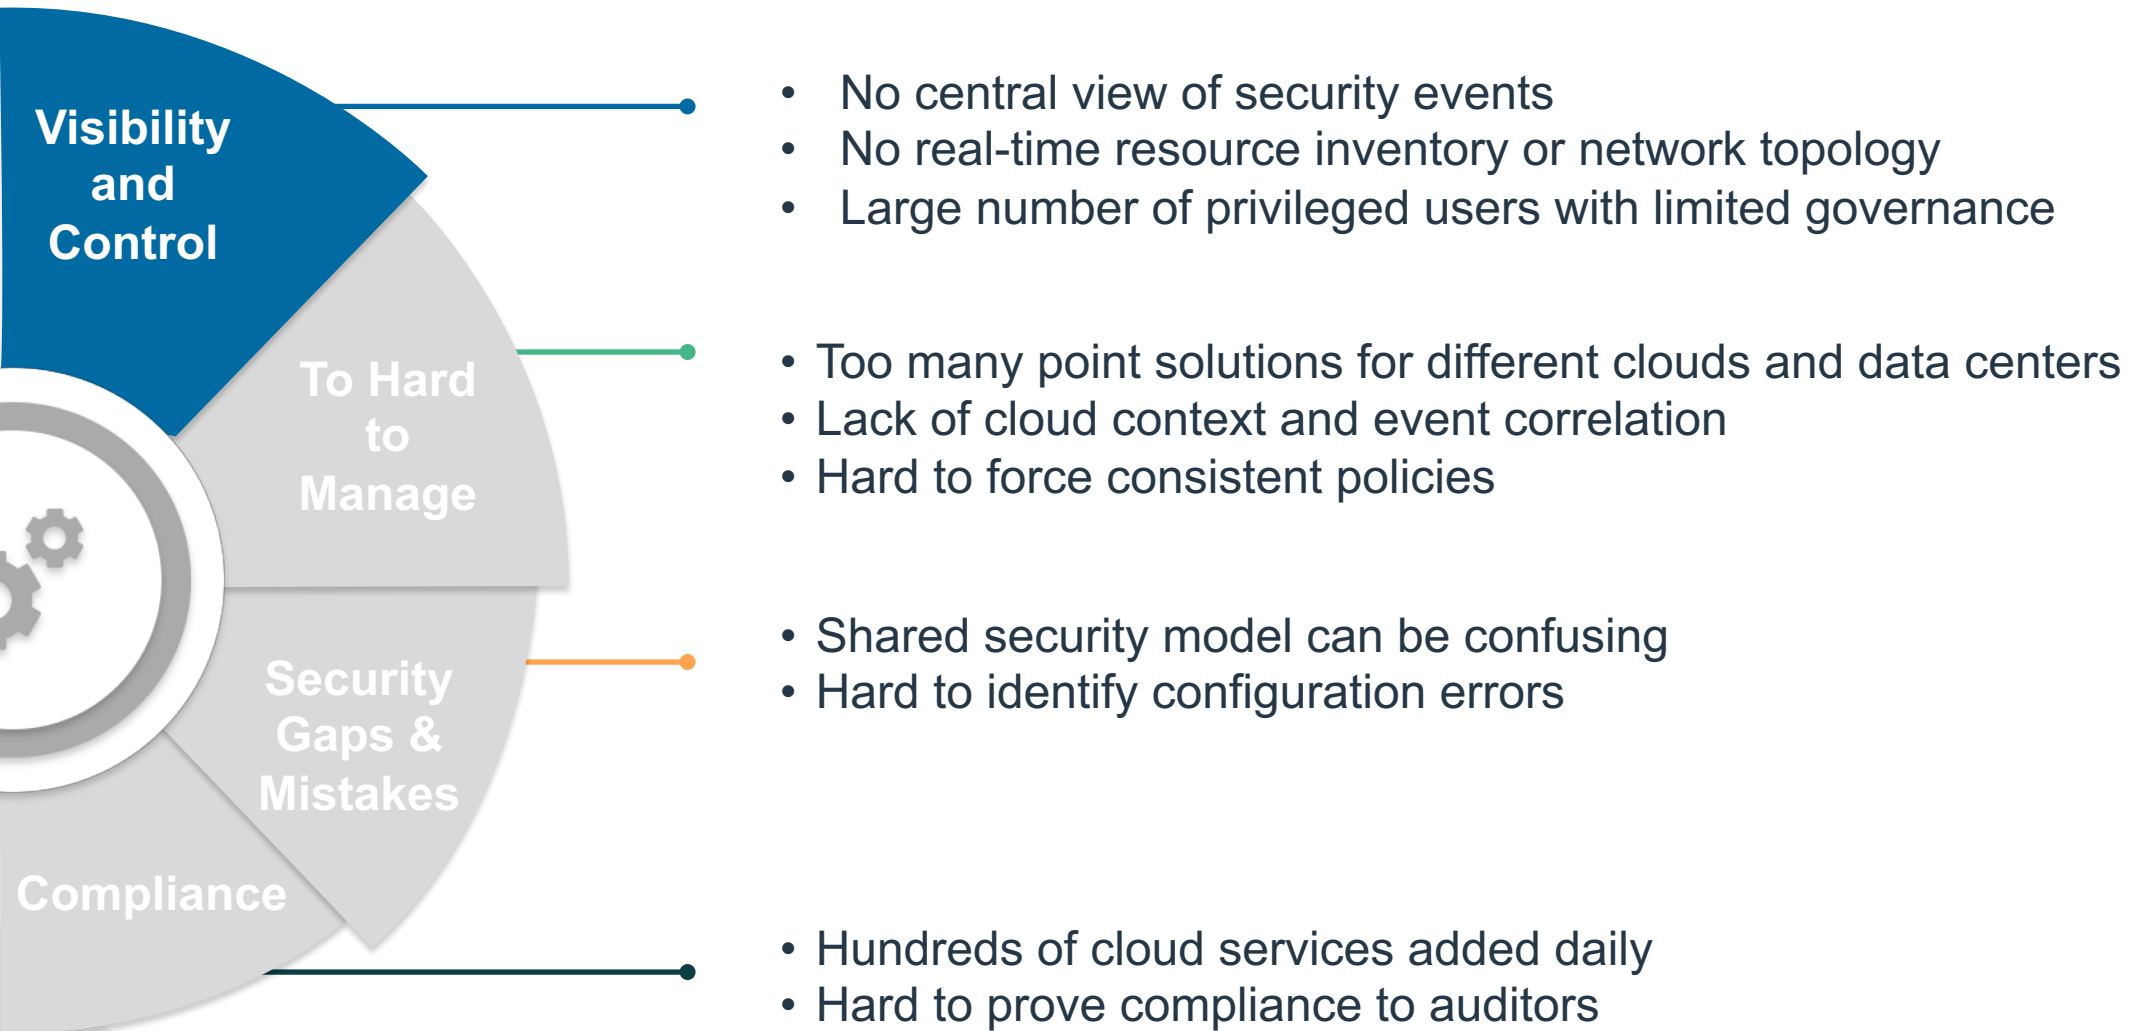 Visibility
and
Control
• No central view of security events
• No real-time resource inventory or network topology
• Large number of privileged users with limited governance
To Hard
to
Manage
• Too many point solutions for different clouds and data centers
• Lack of cloud context and event correlation
• Hard to force consistent policies
Security
Gaps &
Mistakes
• Shared security model can be confusing
• Hard to identify configuration errors
Compliance
• Hundreds of cloud services added daily
• Hard to prove compliance to auditors